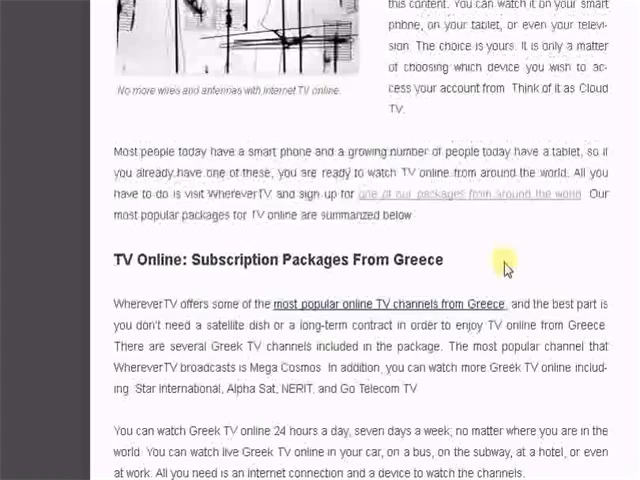 this content. You can watch it on your smart
phone, on your tablet, or even your televi-
sion. The choice is yours. It is only a matter
of choosing which device you wish to ac-
cess your account from Think of it as Cloud
TV.
No more wires and antennas with Internet TV online.
Most people today have a smart phone and a growing number of people today have a tablet, so if
you already have one of these, you are ready to watch TV online from around the world. All you
have to do is visit WhereverTV and sign up for one of our packages from around the world Our
most popular packages for TV online are summarized below
TV Online: Subscription Packages From Greece
WhereverTV offers some of the most popular online TV channels from Greece, and the best part is
you don't need a satellite dish or a long-term contract in order to enjoy TV online from Greece
There are several Greek TV channels included in the package. The most popular channel that
WhereverTV broadcasts is Mega Cosmos In addition, you can watch more Greek TV online includ-
ing Star International, Alpha Sat, NERIT, and Go Telecom TV
You can watch Greek TV online 24 hours a day, seven days a week, no matter where you are in the
world. You can watch live Greek TV online in your car, on a bus, on the subway, at a hotel, or even
at work. All you need is an internet connection and a device to watch the channels.